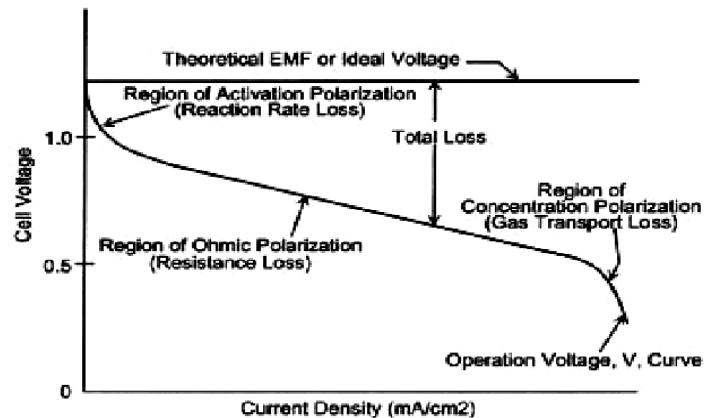 Theoretical EMF or Ideal Voltage
Region of Activation Polarization
(Reaction Rate Loss)
1.0
Total Loss
Cell Voltage
Region of
Concentration Polarization
(Gas Transport Loss)
Region of Ohmic Polarization
(Resistance Loss)
0.5
Operation Voltage, V, Curve
0
Current Density (mA/cm2)